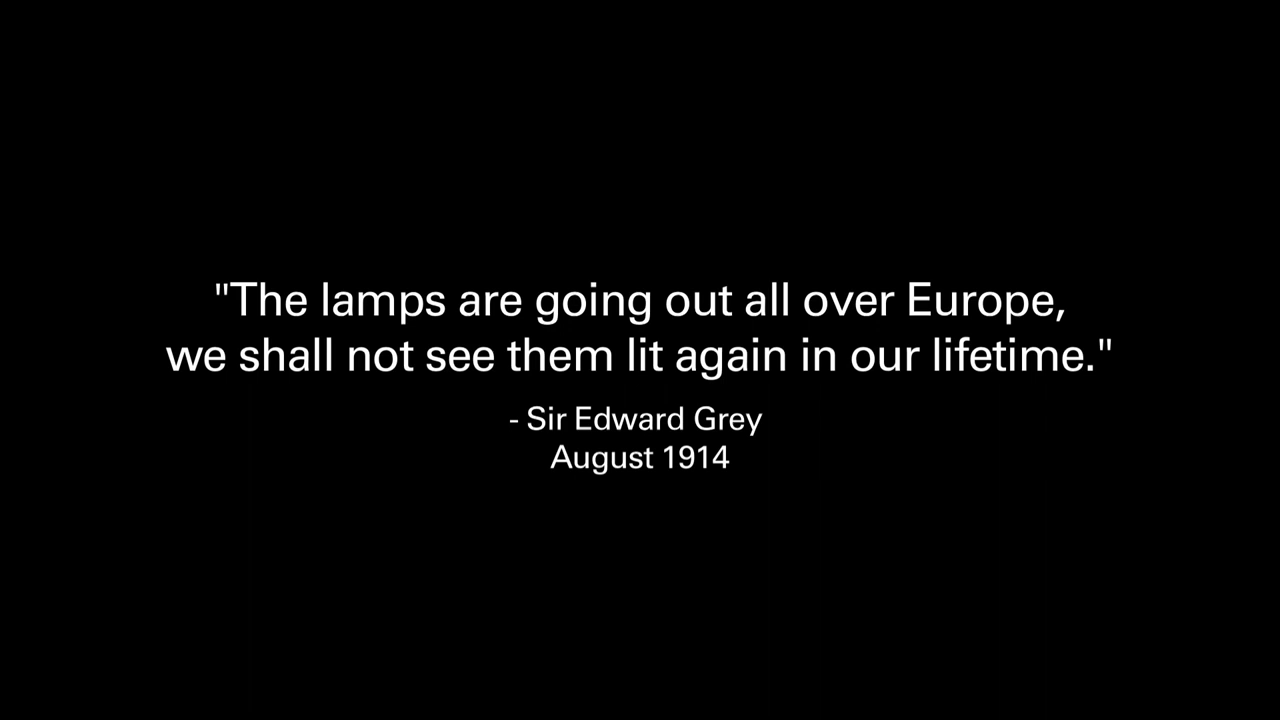 "The lamps are going out all over Europe,
we shall not see them lit again in our lifetime."
- Sir Edward Grey
August 1914